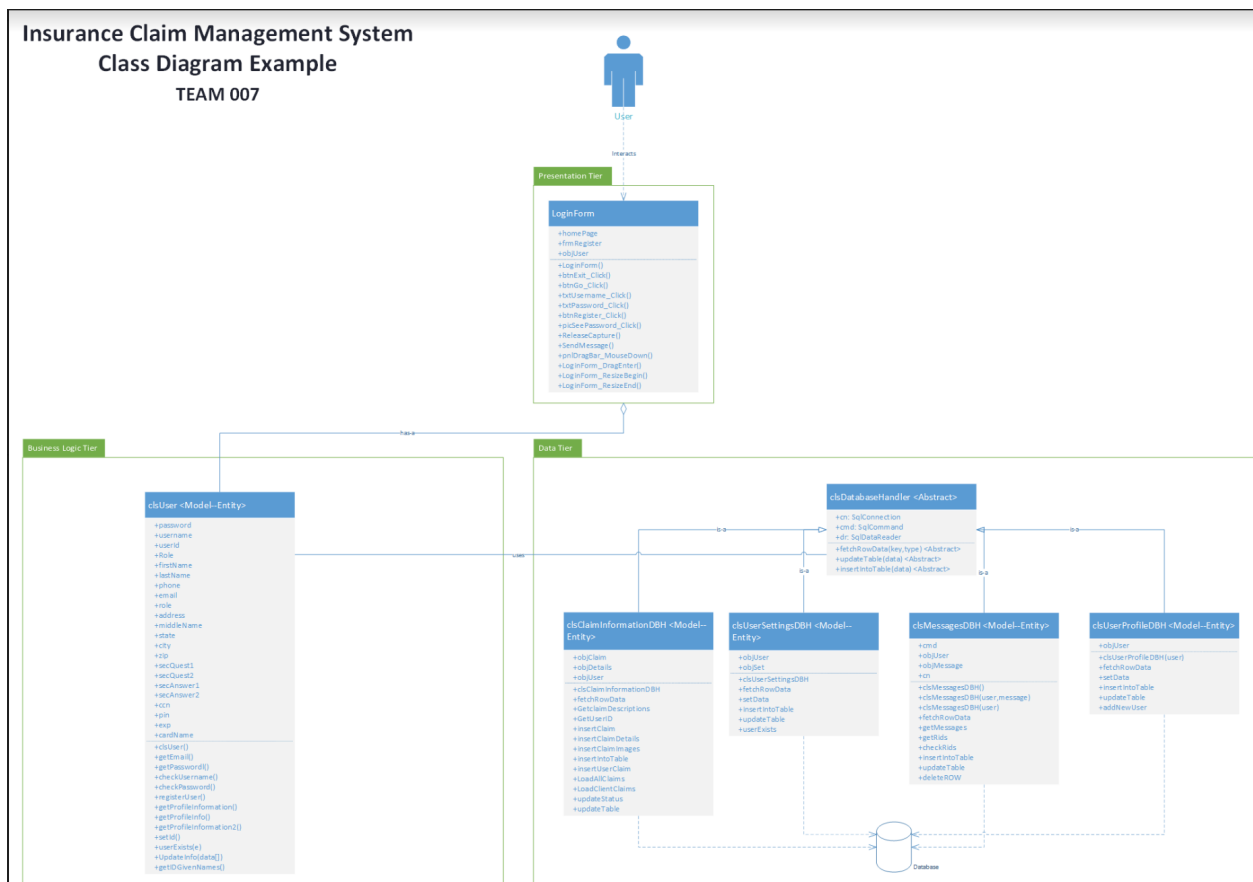 Insurance Claim Management System
Class Diagram Example
TEAM 007
User
Interacts
Presentation Tier
LoginForm
+homePage
+frmRegister
+objUser
+LoginForm()
+btnExit_Click()
+btnGo_Click()
+txtUsername_Click()
+txtPassword_Click()
+btnRegister_Click()
+picSeePassword_Click()
+ReleaseCapture()
+SendMessage()
+pnlDragBar_MouseDown()
+LoginForm_DragEnter()
+LoginForm_ResizeBegin()
+LoginForm_ResizeEnd()
has-a
Business Logic Tier
clsUser <Model--Entity>
+password
+username
+userid
+Role
+firstName
+lastName
+phone
+email
+role
+address
+middleName
+state
+city
+zip
+secQuest1
+secQuest2
+secAnswer1
+secAnswer2
+ccn
+pin
+exp
+cardName
+clsUser()
+getEmail()
+getPasswordI()
+checkUsername()
+checkPassword()
+registerUser()
+getProfileInformation()
+getProfileInfo()
+getProfileInformation2()
+setId()
+userExists(e)
+UpdateInfo(data[])
+getIDGivenNames()
Data Tier
clsDatabaseHandler <Abstract>
+cn: SqlConnection
+cmd: SqlCommand
+dr: SqlDataReader
+fetchRowData(key,type) <Abstract>
+updateTable(data) <Abstract>
+insertIntoTable(data) <Abstract>
is-a
is-a
Uses
is-a
is-a
clsClaimInformationDBH <Model--
Entity>
+objClaim
+objDetails
+objUser
+clsClaimInformationDBH
+fetchRowData
+GetclaimDescriptions
+GetUserID
+insertClaim
+insertClaimDetails
+insertClaimImages
+insertIntoTable
+insertUserClaim
+LoadAllClaims
+LoadClientClaims
+updateStatus
+updateTable
clsUserSettingsDBH <Model--
Entity>
+objUser
+objSet
+clsUserSettingsDBH
+fetchRowData
+setData
+insertIntoTable
+updateTable
+userExists
clsMessagesDBH <Model--Entity>
+cmd
+objUser
+objMessage
+cn
+clsMessagesDBH()
+clsMessagesDBH(user,message)
+clsMessagesDBH(user)
+fetchRowData
+getMessages
+getRids
+checkRids
+insertIntoTable
+updateTable
+deleteROW
clsUserProfileDBH <Model--Entity>
+objUser
+clsUserProfileDBH(user)
+fetchRowData
+setData
+insertIntoTable
+updateTable
+addNewUser
Database